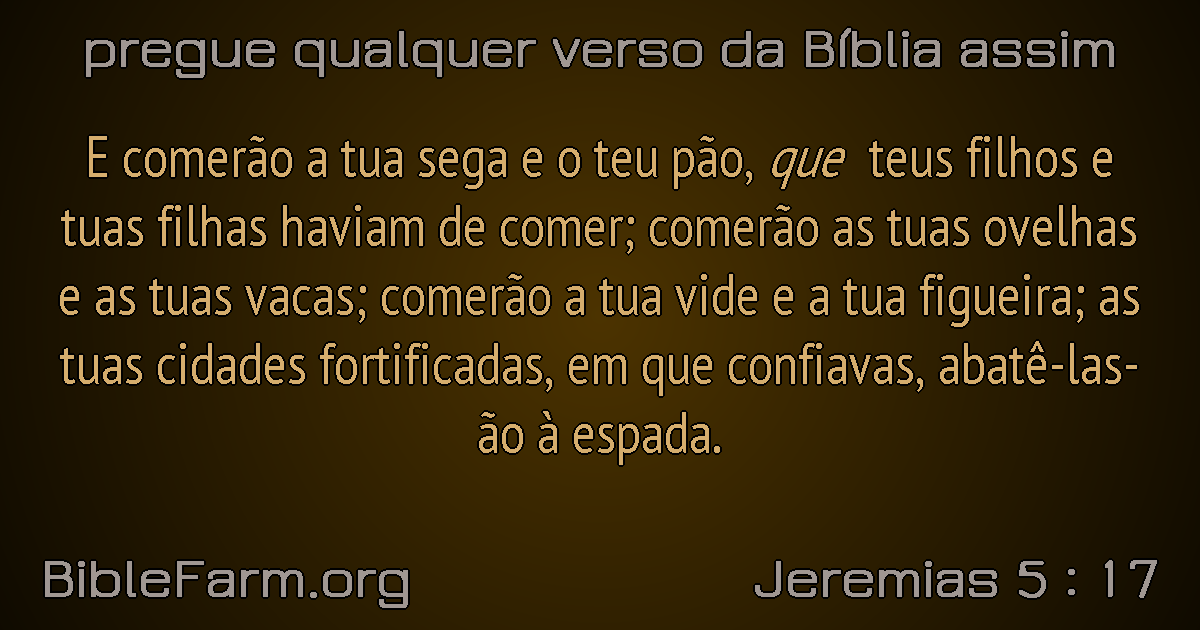 pregue qualquer verso da Bíblia assim
E comerão a tua sega e o teu pão, que teus filhos e
tuas filhas haviam de comer; comerão as tuas ovelhas
e as tuas vacas; comerão a tua vide e a tua figueira; as
tuas cidades fortificadas, em que confiavas, abatê-las-
ão à espada.
BibleFarm.org
Jeremias 5 : 17